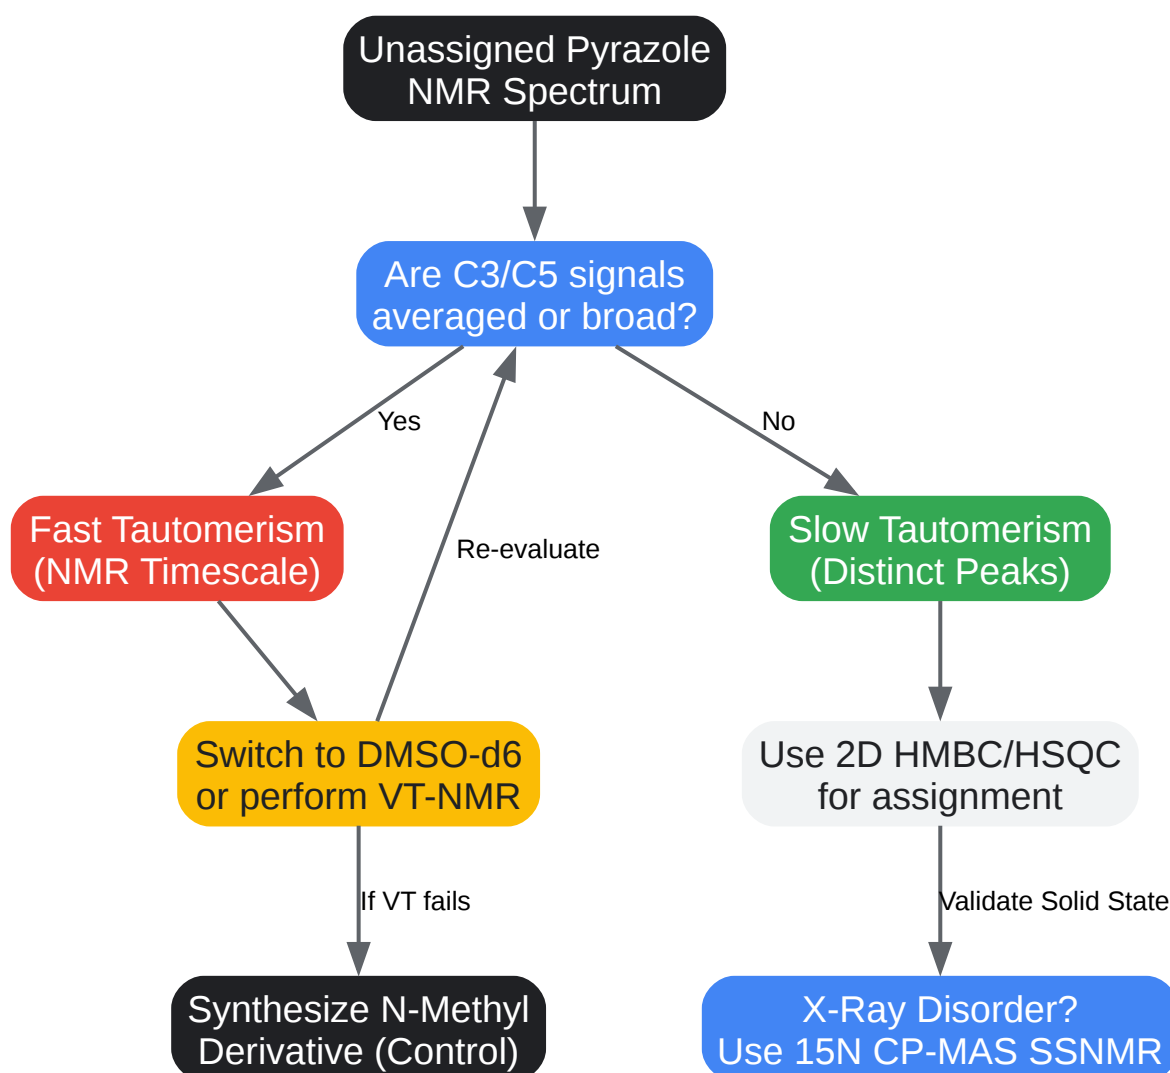 Unassigned Pyrazole
NMR Spectrum
Are C3/C5 signals
averaged or broad?
Yes
No
Fast Tautomerism
(NMR Timescale)
Re-evaluate
Slow Tautomerism
(Distinct Peaks)
Switch to DMSO-d6
or perform VT-NMR
Use 2D HMBC/HSQC
for assignment
If VT fails
Validate Solid State
Synthesize N-Methyl
Derivative (Control)
X-Ray Disorder?
Use 15N CP-MAS SSNMR